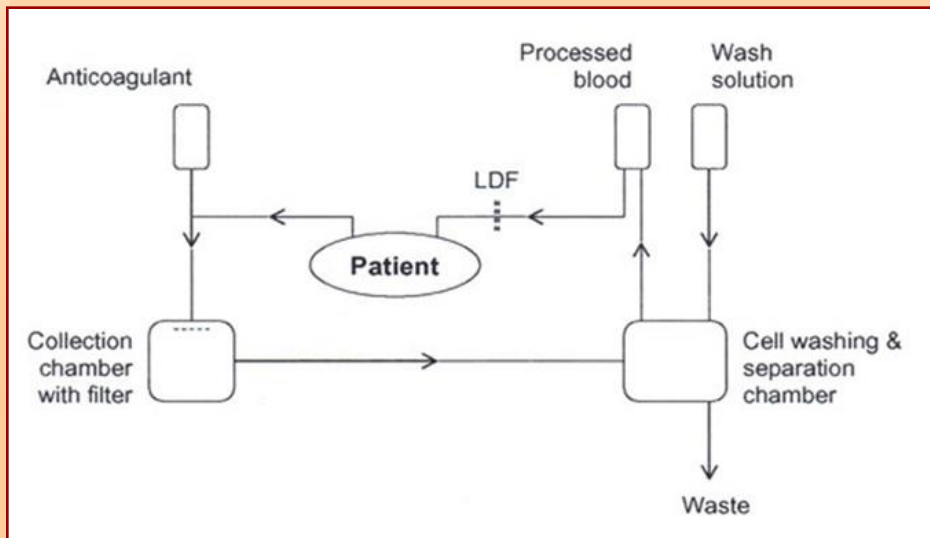 Anticoagulant
Processed
blood
Wash
solution
LDF
Patient
Collection
chamber
with filter
Cell washing &
separation
chamber
Waste